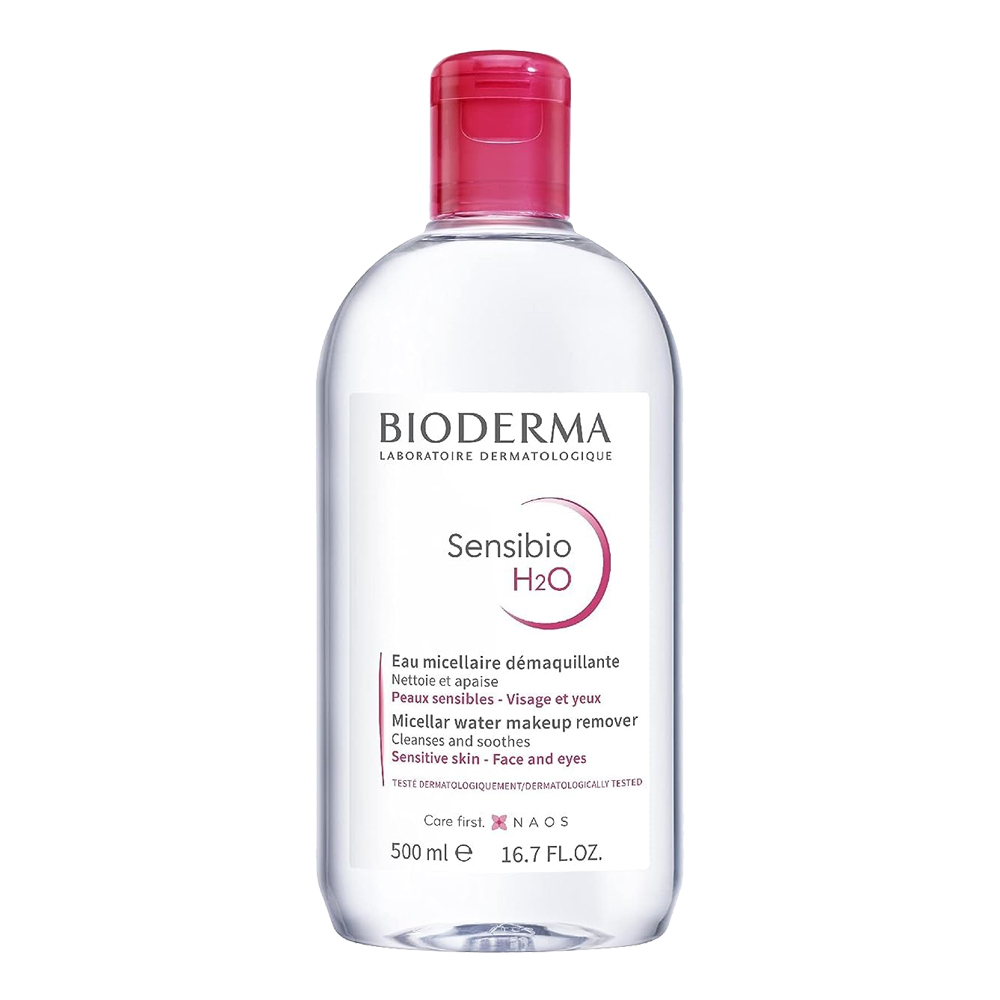 BIODERMA
LABORATOIRE DERMATOLOGIQUE
Sensibio
H2O
Eau micellaire démaquillante
Nettoie et apaise
Peaux sensibles - Visage et yeux
Micellar water makeup remover
Cleanses and soothes
Sensitive skin - Face and eyes
TESTÉ DERMATOLOGIQUEMENT/DERMATOLOGICALLY TESTED
Care first. NAOS
500 ml ℮ 16.7 FL.OZ.